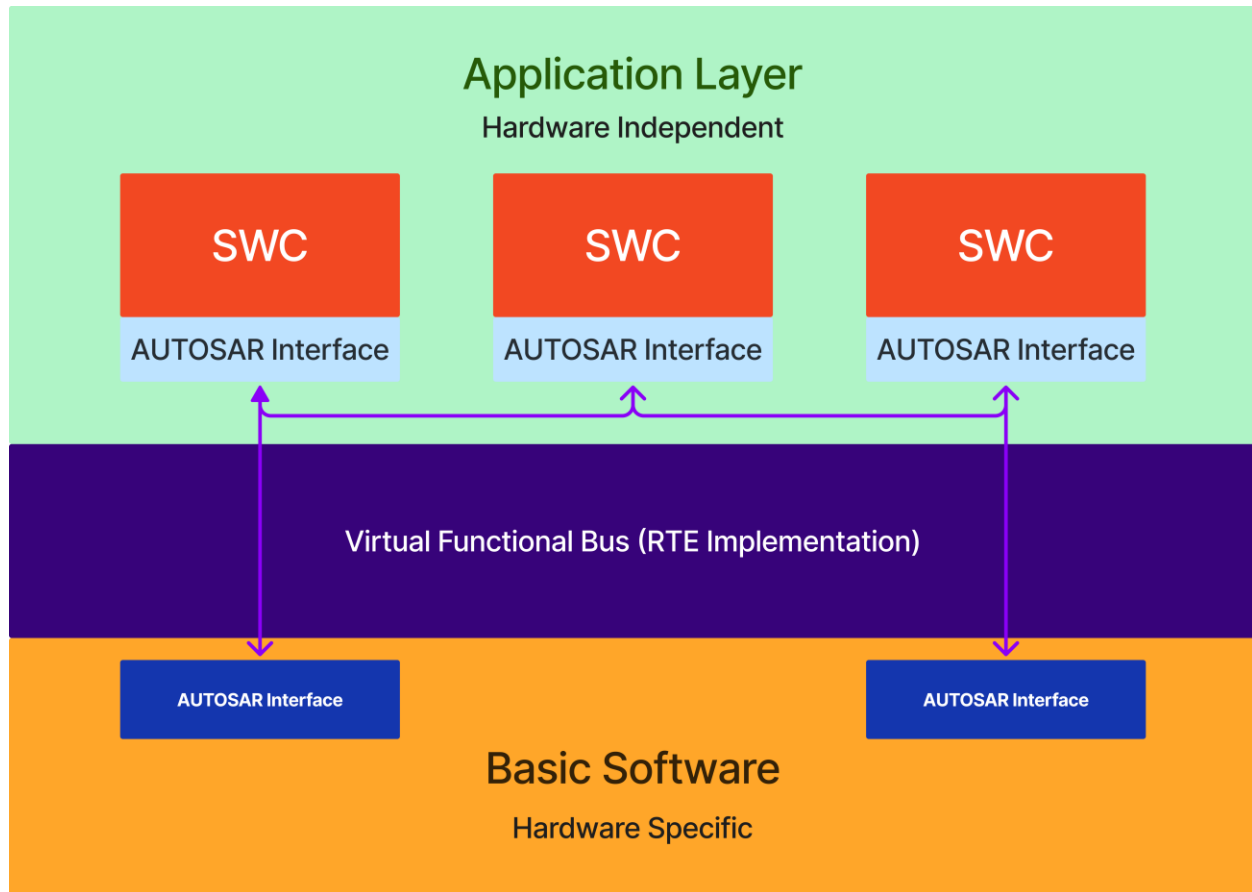 Application Layer
Hardware Independent
SWC
SWC
SWC
AUTOSAR Interface
AUTOSAR Interface
AUTOSAR Interface
Virtual Functional Bus (RTE Implementation)
AUTOSAR Interface
AUTOSAR Interface
Basic Software
Hardware Specific